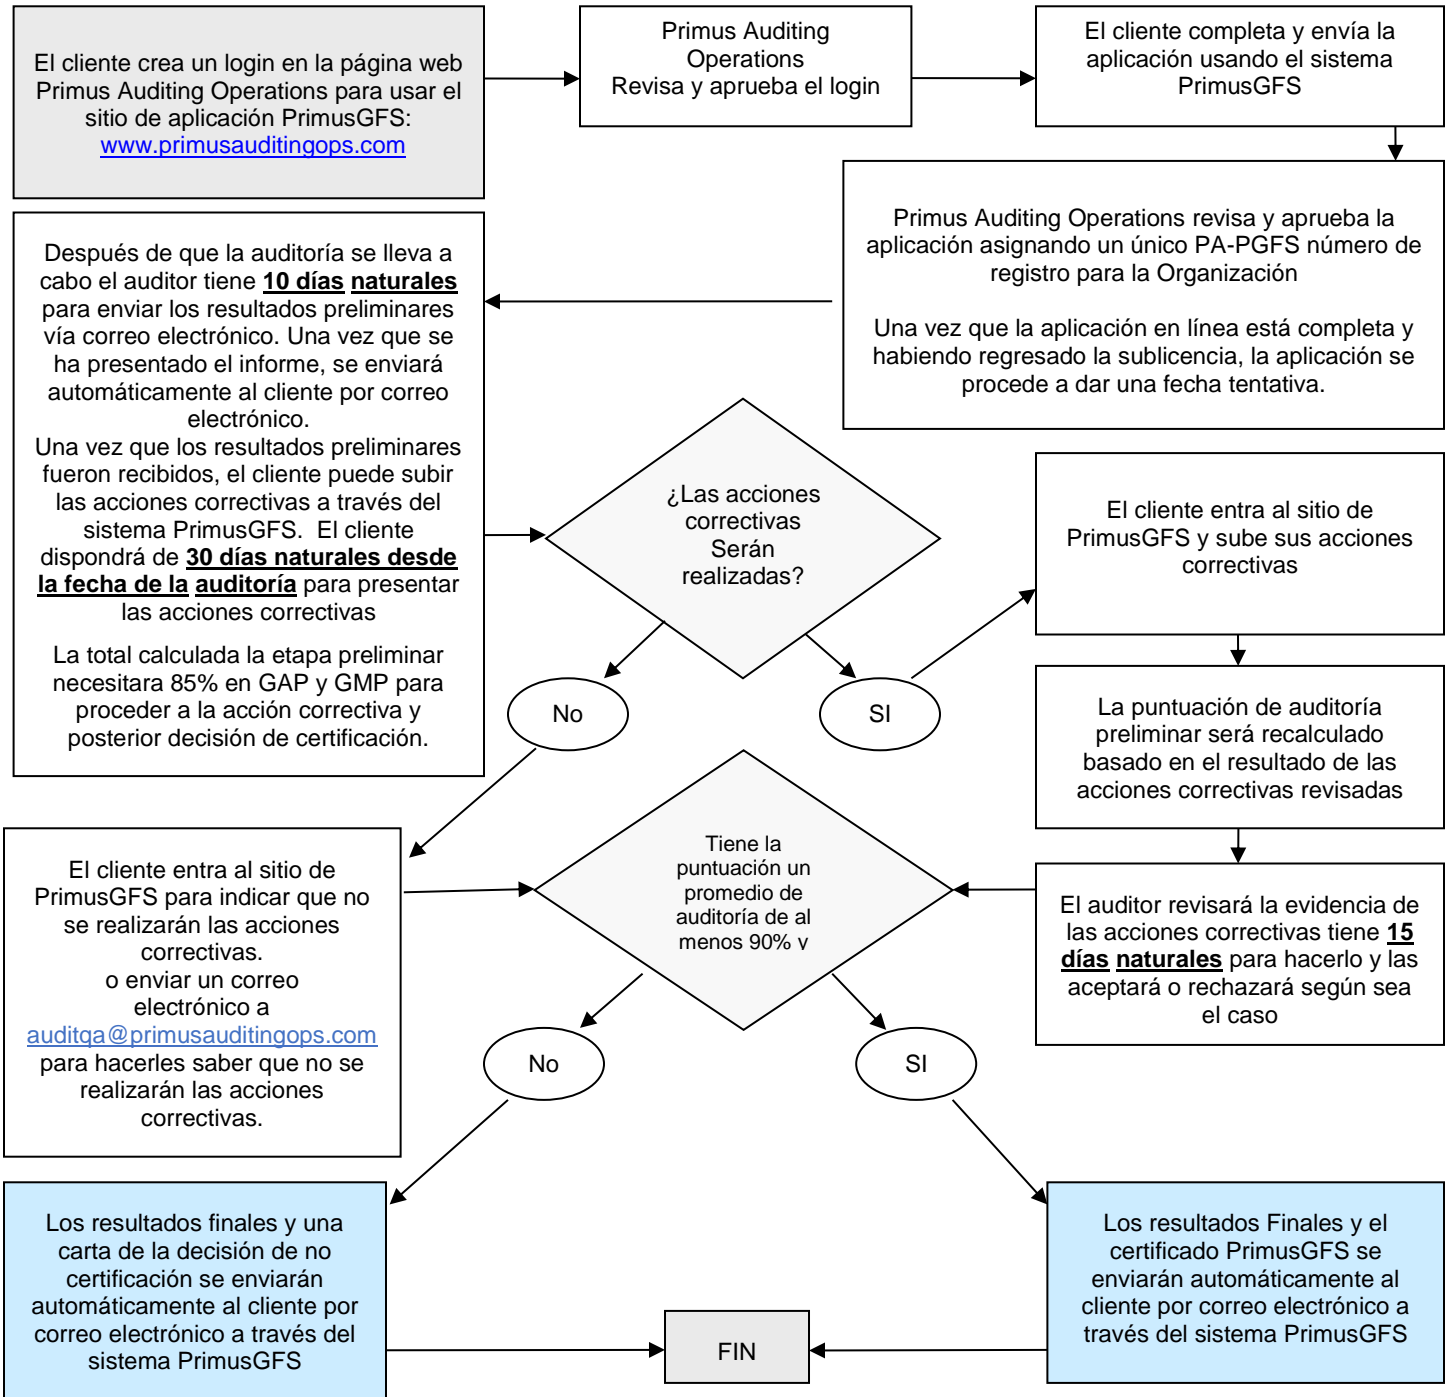 El cliente crea un login en la página web
Primus Auditing Operations para usar el
sitio de aplicación PrimusGFS:
www.primusauditingops.com
Primus Auditing
Operations
Revisa y aprueba el login
El cliente completa y envía la
aplicación usando el sistema
PrimusGFS
Primus Auditing Operations revisa y aprueba la
aplicación asignando un único PA-PGFS número de
registro para la Organización
Una vez que la aplicación en línea está completa y
habiendo regresado la sublicencia, la aplicación se
procede a dar una fecha tentativa.
Después de que la auditoría se lleva a
cabo el auditor tiene 10 días naturales
para enviar los resultados preliminares
vía correo electrónico. Una vez que se
ha presentado el informe, se enviará
automáticamente al cliente por correo
electrónico.
Una vez que los resultados preliminares
fueron recibidos, el cliente puede subir
las acciones correctivas a través del
sistema PrimusGFS. El cliente
dispondrá de 30 días naturales desde
la fecha de la auditoría para presentar
las acciones correctivas
La total calculada la etapa preliminar
necesitara 85% en GAP y GMP para
proceder a la acción correctiva y
posterior decisión de certificación.
¿Las acciones
correctivas
Serán
realizadas?
No
SI
El cliente entra al sitio de
PrimusGFS y sube sus acciones
correctivas
La puntuación de auditoría
preliminar será recalculado
basado en el resultado de las
acciones correctivas revisadas
El auditor revisará la evidencia de
las acciones correctivas tiene 15
días naturales para hacerlo y las
aceptará o rechazará según sea
el caso
El cliente entra al sitio de
PrimusGFS para indicar que no
se realizarán las acciones
correctivas.
o enviar un correo
electrónico a
auditqa@primusauditingops.com
para hacerles saber que no se
realizarán las acciones
correctivas.
Tiene la
puntuación un
promedio de
auditoría de al
menos 90% y
No
SI
Los resultados finales y una
carta de la decisión de no
certificación se enviarán
automáticamente al cliente por
correo electrónico a través del
sistema PrimusGFS
Los resultados Finales y el
certificado PrimusGFS se
enviarán automáticamente al
cliente por correo electrónico a
través del sistema PrimusGFS
FIN